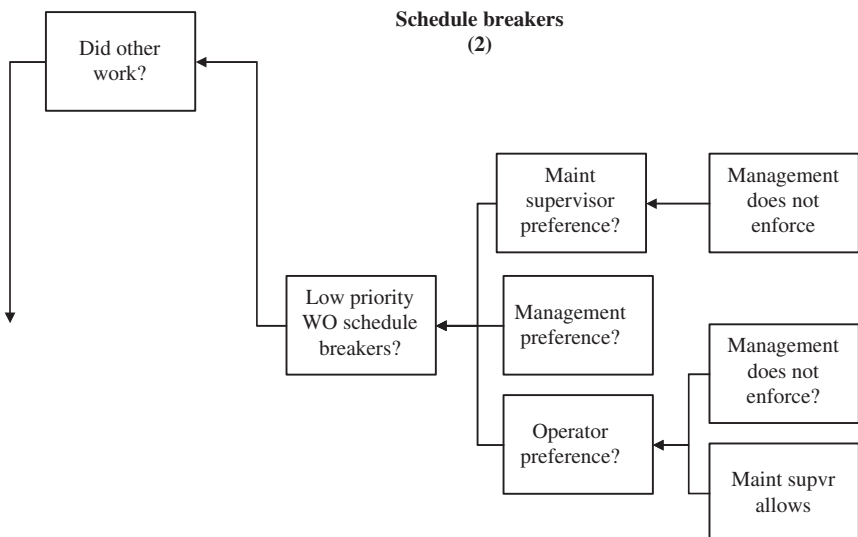 Schedule breakers
(2)
Did other
work?
Maint
supervisor
preference?
Management
does not
enforce
Low priority
WO schedule
breakers?
Management
preference?
Management
does not
enforce?
Operator
preference?
Maint supvr
allows